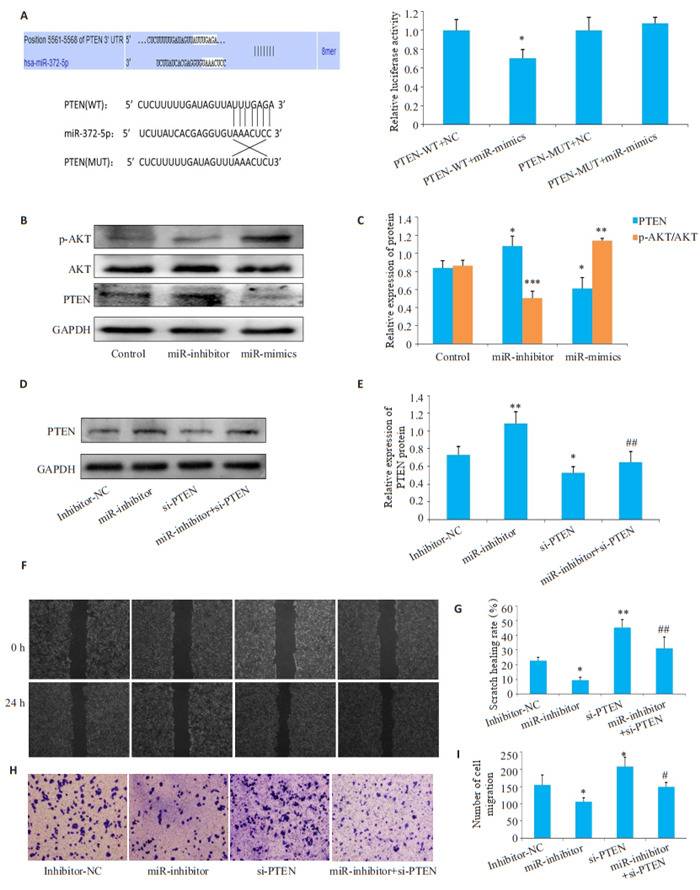 A
Position 5561-5568 of PTEN 3' UTR 5' ...CUCUUUUUGAUAGUUAUUUGAGA...
hsa-miR-372-5p 3' UCUUAUCACGAGGUGUAAACUCC
8mer
PTEN(WT): 5' CUCUUUUUGAUAGUUAUUUGAGA 3'
miR-372-5p: 5' UCUUAUCACGAGGUGUAAACUCC 3'
PTEN(MUT): 5' CUCUUUUUGAUAGUUUAAACUCU3'
Relative luciferase activity
1.2
1.0
0.8
0.6
0.4
0.2
0
*
PTEN-WT+NC
PTEN-WT+miR-mimics
PTEN-MUT+NC
PTEN-MUT+miR-mimics
B
p-AKT
AKT
PTEN
GAPDH
Control miR-inhibitor miR-mimics
C
Relative expression of protein
1.4
1.2
1.0
0.8
0.6
0.4
0.2
0
* *** * **
PTEN
p-AKT/AKT
Control miR-inhibitor miR-mimics
D
PTEN
GAPDH
Inhibitor-NC
miR-inhibitor
si-PTEN
miR-inhibitor+si-PTEN
E
Relative expression of
PTEN protein
1.4
1.2
1.0
0.8
0.6
0.4
0.2
0
** * ##
Inhibitor-NC
miR-inhibitor
si-PTEN
miR-inhibitor+si-PTEN
F
0 h
24 h
G
Scratch healing rate (%)
60
50
40
30
20
10
0
* ** ##
Inhibitor-NC
miR-inhibitor
si-PTEN
miR-inhibitor
+si-PTEN
H
Inhibitor-NC miR-inhibitor si-PTEN miR-inhibitor+si-PTEN
I
Number of cell
migration
250
200
150
100
50
0
* * #
Inhibitor-NC
miR-inhibitor
si-PTEN
miR-inhibitor
+si-PTEN